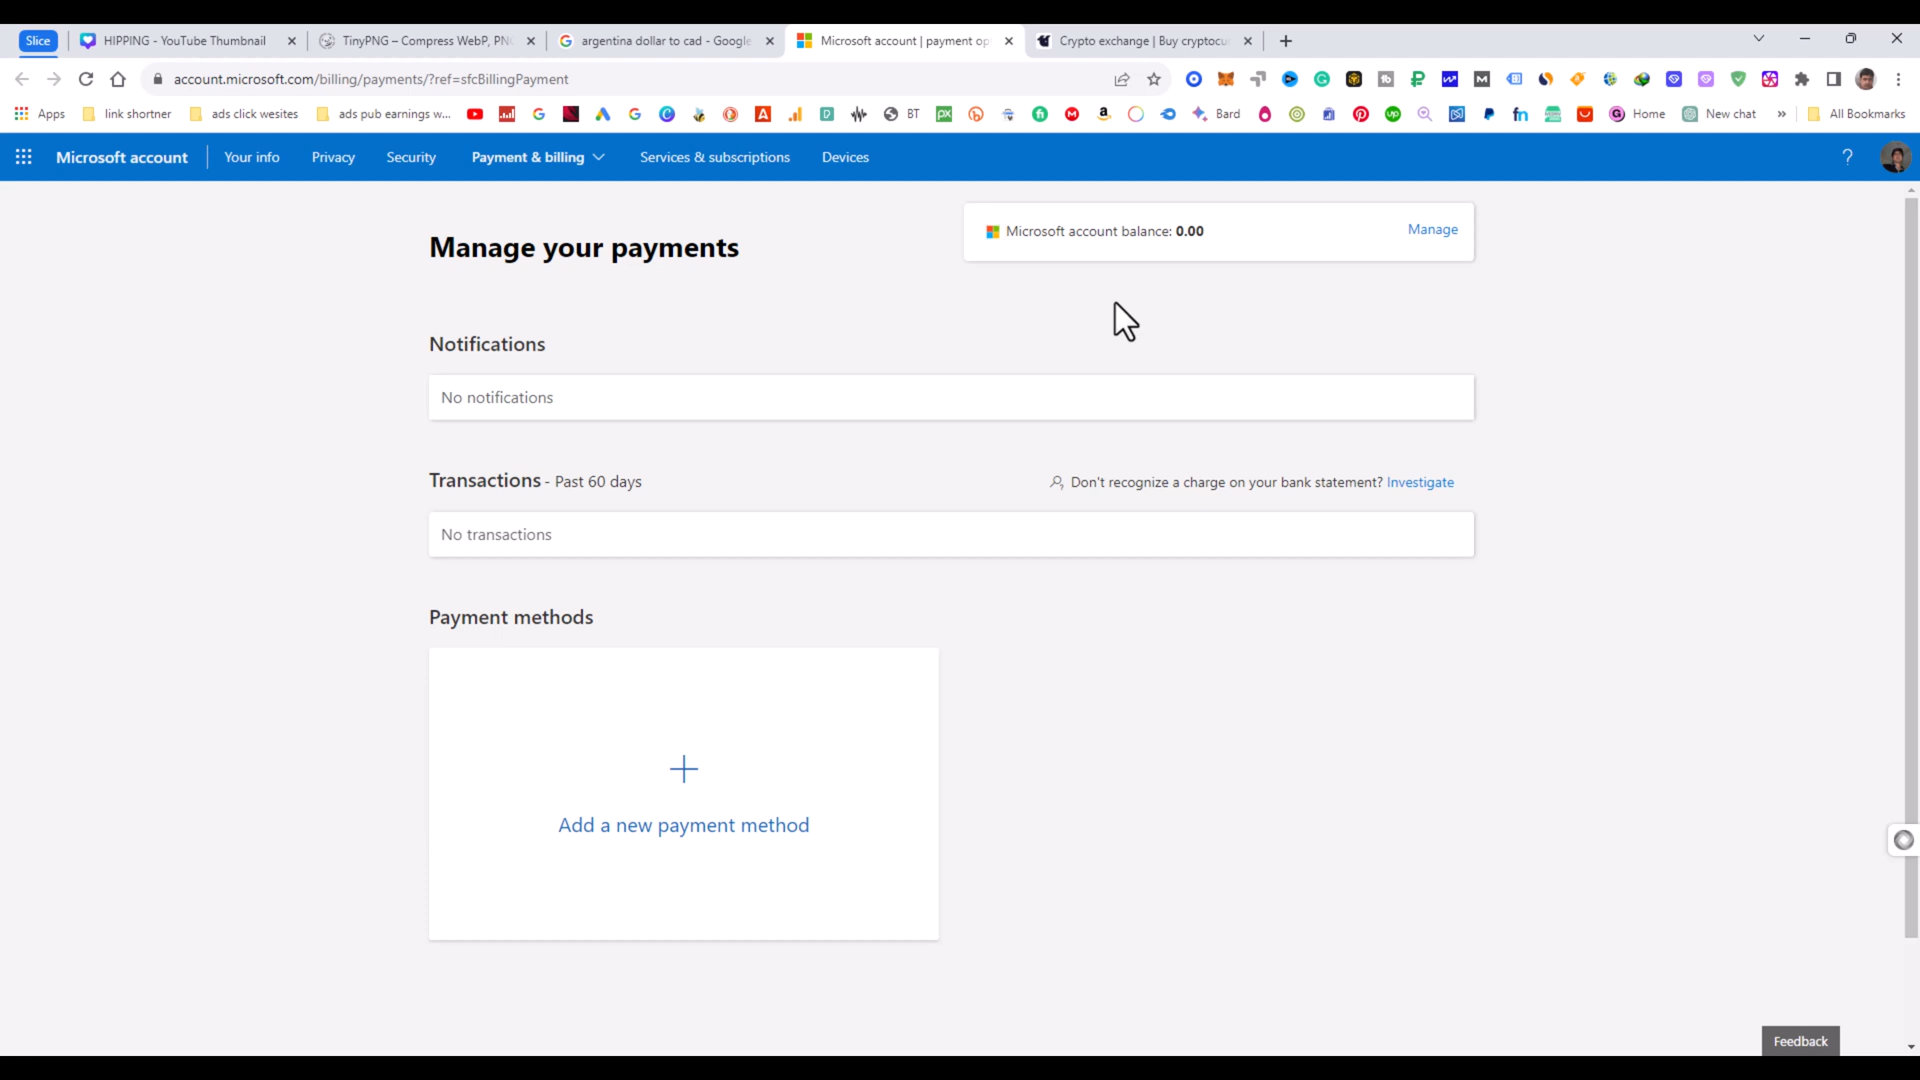 Slice
HIPPING - YouTube Thumbnail
TinyPNG – Compress WebP, PN
argentina dollar to cad - Google
Microsoft account | payment op
Crypto exchange | Buy cryptocu
account.microsoft.com/billing/payments/?ref=sfcBillingPayment
Apps
link shortner
ads click wesites
ads pub earnings w...
BT
Bard
Home
New chat
»
All Bookmarks
Microsoft account
Your info
Privacy
Security
Payment & billing
Services & subscriptions
Devices
?
Manage your payments
Microsoft account balance: 0.00
Manage
Notifications
No notifications
Transactions - Past 60 days
Don't recognize a charge on your bank statement? Investigate
No transactions
Payment methods
Add a new payment method
Feedback